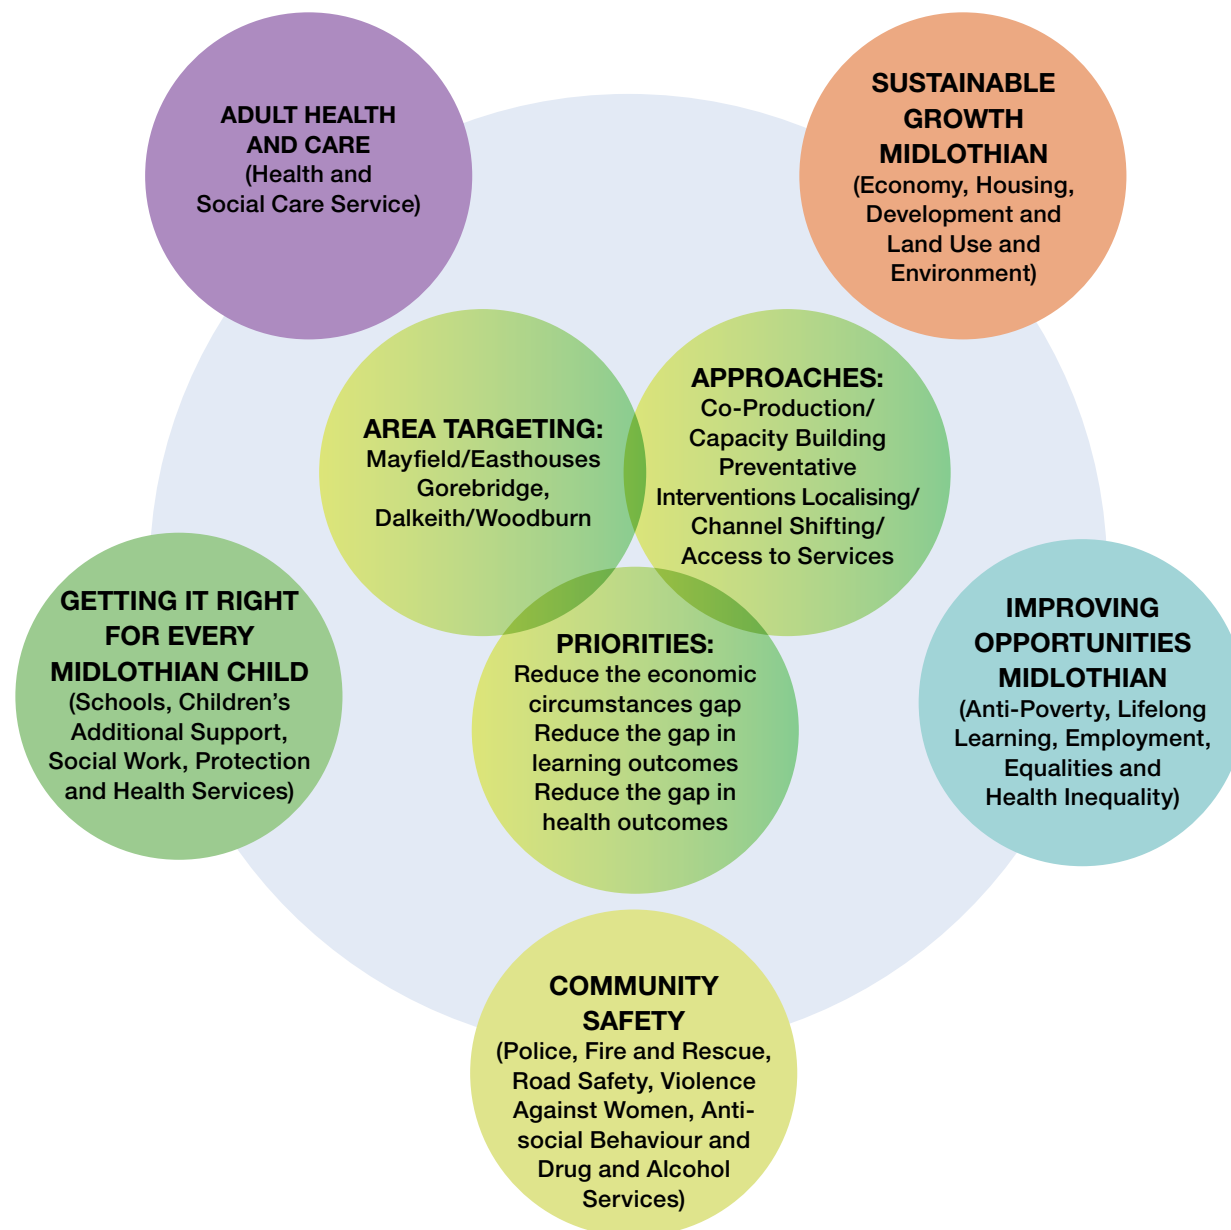 ADULT HEALTH
AND CARE
(Health and
Social Care Service)
SUSTAINABLE
GROWTH
MIDLOTHIAN
(Economy, Housing,
Development and
Land Use and
Environment)
AREA TARGETING:
Mayfield/Easthouses
Gorebridge,
Dalkeith/Woodburn
APPROACHES:
Co-Production/
Capacity Building
Preventative
Interventions Localising/
Channel Shifting/
Access to Services
GETTING IT RIGHT
FOR EVERY
MIDLOTHIAN CHILD
(Schools, Children’s
Additional Support,
Social Work, Protection
and Health Services)
PRIORITIES:
Reduce the economic
circumstances gap
Reduce the gap in
learning outcomes
Reduce the gap in
health outcomes
IMPROVING
OPPORTUNITIES
MIDLOTHIAN
(Anti-Poverty, Lifelong
Learning, Employment,
Equalities and
Health Inequality)
COMMUNITY
SAFETY
(Police, Fire and Rescue,
Road Safety, Violence
Against Women, Anti-
social Behaviour and
Drug and Alcohol
Services)